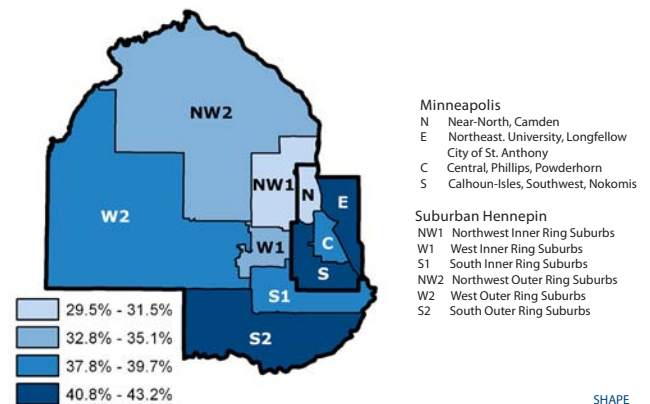 NW2
NW1
N
E
W2
W1
C
S
S1
S2
29.5% - 31.5%
32.8% - 35.1%
37.8% - 39.7%
40.8% - 43.2%
Minneapolis
N Near-North, Camden
E Northeast. University, Longfellow
City of St. Anthony
C Central, Phillips, Powderhorn
S Calhoun-Isles, Southwest, Nokomis
Suburban Hennepin
NW1 Northwest Inner Ring Suburbs
W1 West Inner Ring Suburbs
S1 South Inner Ring Suburbs
NW2 Northwest Outer Ring Suburbs
W2 West Outer Ring Suburbs
S2 South Outer Ring Suburbs
SHAPE